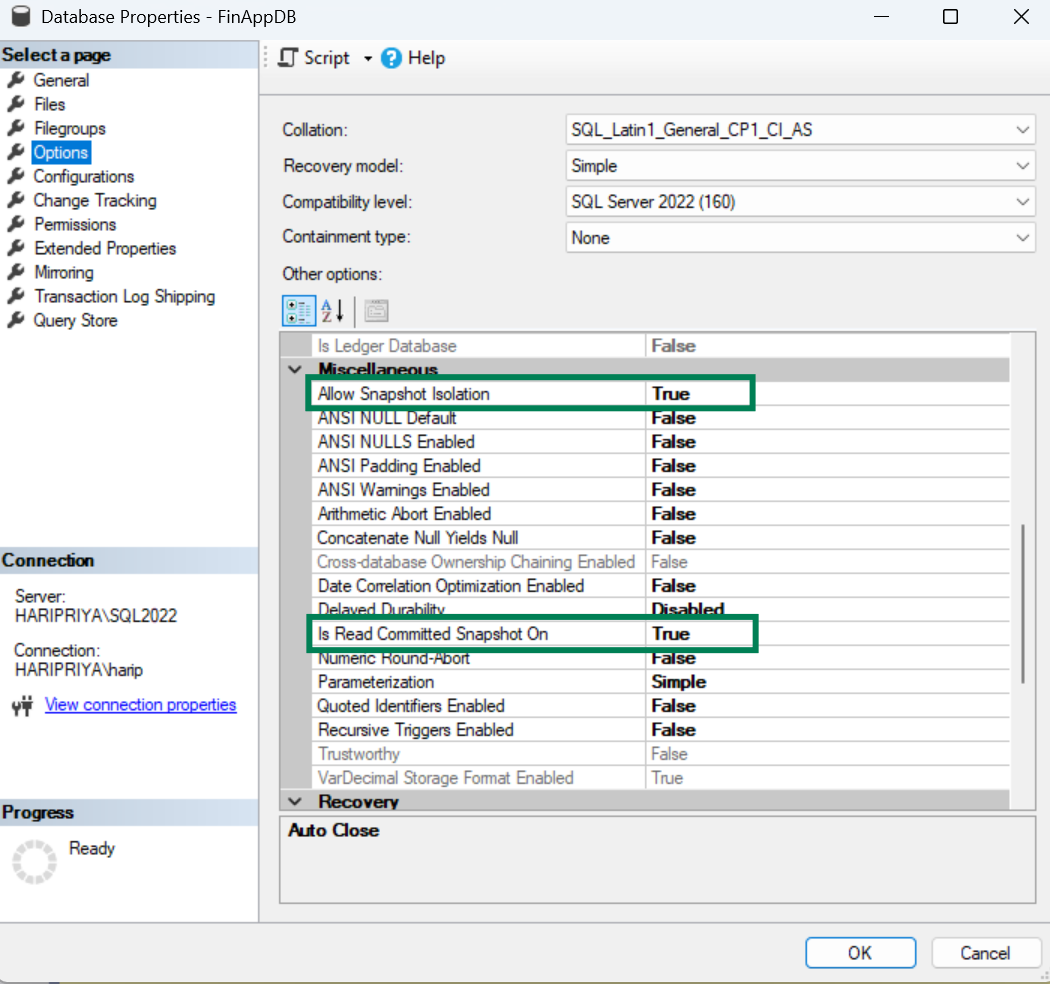 Database Properties - FinAppDB
Select a page
General
Files
Filegroups
Options
Configurations
Change Tracking
Permissions
Extended Properties
Mirroring
Transaction Log Shipping
Query Store
Connection
Server:
HARIPRIYA\SQL2022
Connection:
HARIPRIYA\harip
View connection properties
Progress
Ready
Script Help
Collation: SQL_Latin1_General_CP1_CI_AS
Recovery model: Simple
Compatibility level: SQL Server 2022 (160)
Containment type: None
Other options:
Is Ledger Database False
Miscellaneous
Allow Snapshot Isolation True
ANSI NULL Default False
ANSI NULLS Enabled False
ANSI Padding Enabled False
ANSI Warnings Enabled False
Arithmetic Abort Enabled False
Concatenate Null Yields Null False
Cross-database Ownership Chaining Enabled False
Date Correlation Optimization Enabled False
Delayed Durability Disabled
Is Read Committed Snapshot On True
Numeric Round-Abort False
Parameterization Simple
Quoted Identifiers Enabled False
Recursive Triggers Enabled False
Trustworthy False
VarDecimal Storage Format Enabled True
Recovery
Auto Close
OK Cancel